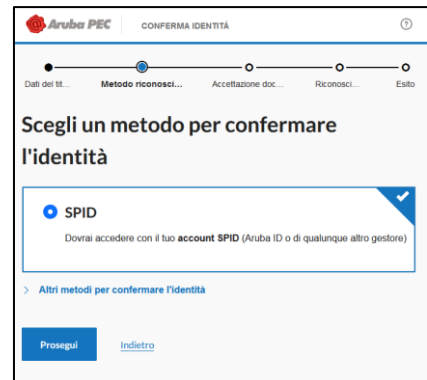 Aruba PEC
CONFERMA IDENTITÀ
?
Dati del tit...
Metodo riconosci...
Accettazione doc...
Riconosci...
Esito
Scegli un metodo per confermare
l'identità
SPID
Dovrai accedere con il tuo account SPID (Aruba ID o di qualunque altro gestore)
> Altri metodi per confermare l'identità
Prosegui
Indietro